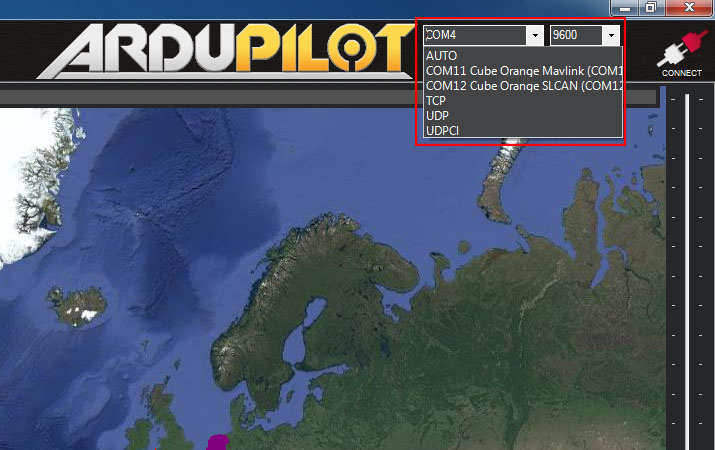 ARDUPILOT
COM4
9600
CONNECT
AUTO
COM11 Cube Orange Mavlink (COM1
COM12 Cube Orange SLCAN (COM12
TCP
UDP
UDPCI